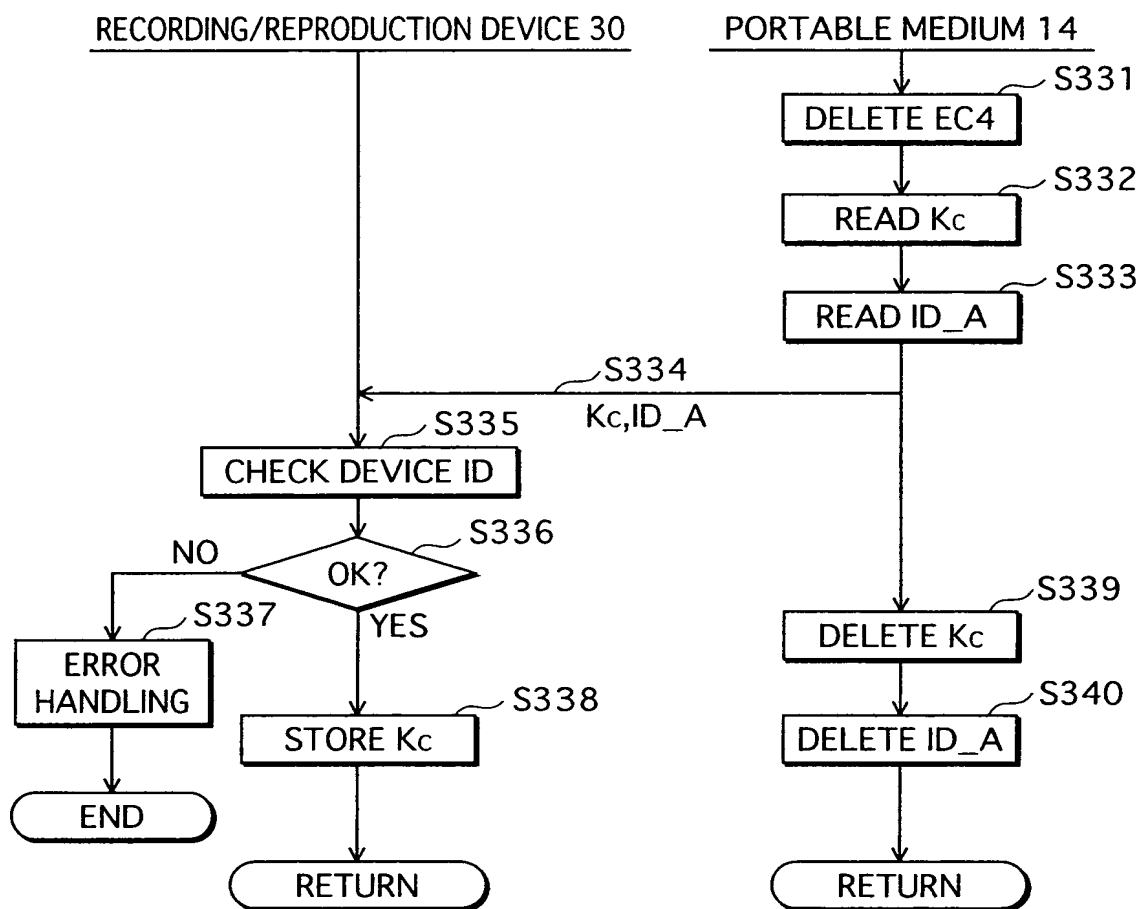 RECORDING/REPRODUCTION DEVICE 30
PORTABLE MEDIUM 14
S331
DELETE EC4
S332
READ Kc
S333
READ ID_A
S334
Kc,ID_A
S335
CHECK DEVICE ID
S336
NO
OK?
YES
S337
ERROR
HANDLING
S339
DELETE Kc
S338
STORE Kc
S340
DELETE ID_A
END
RETURN
RETURN